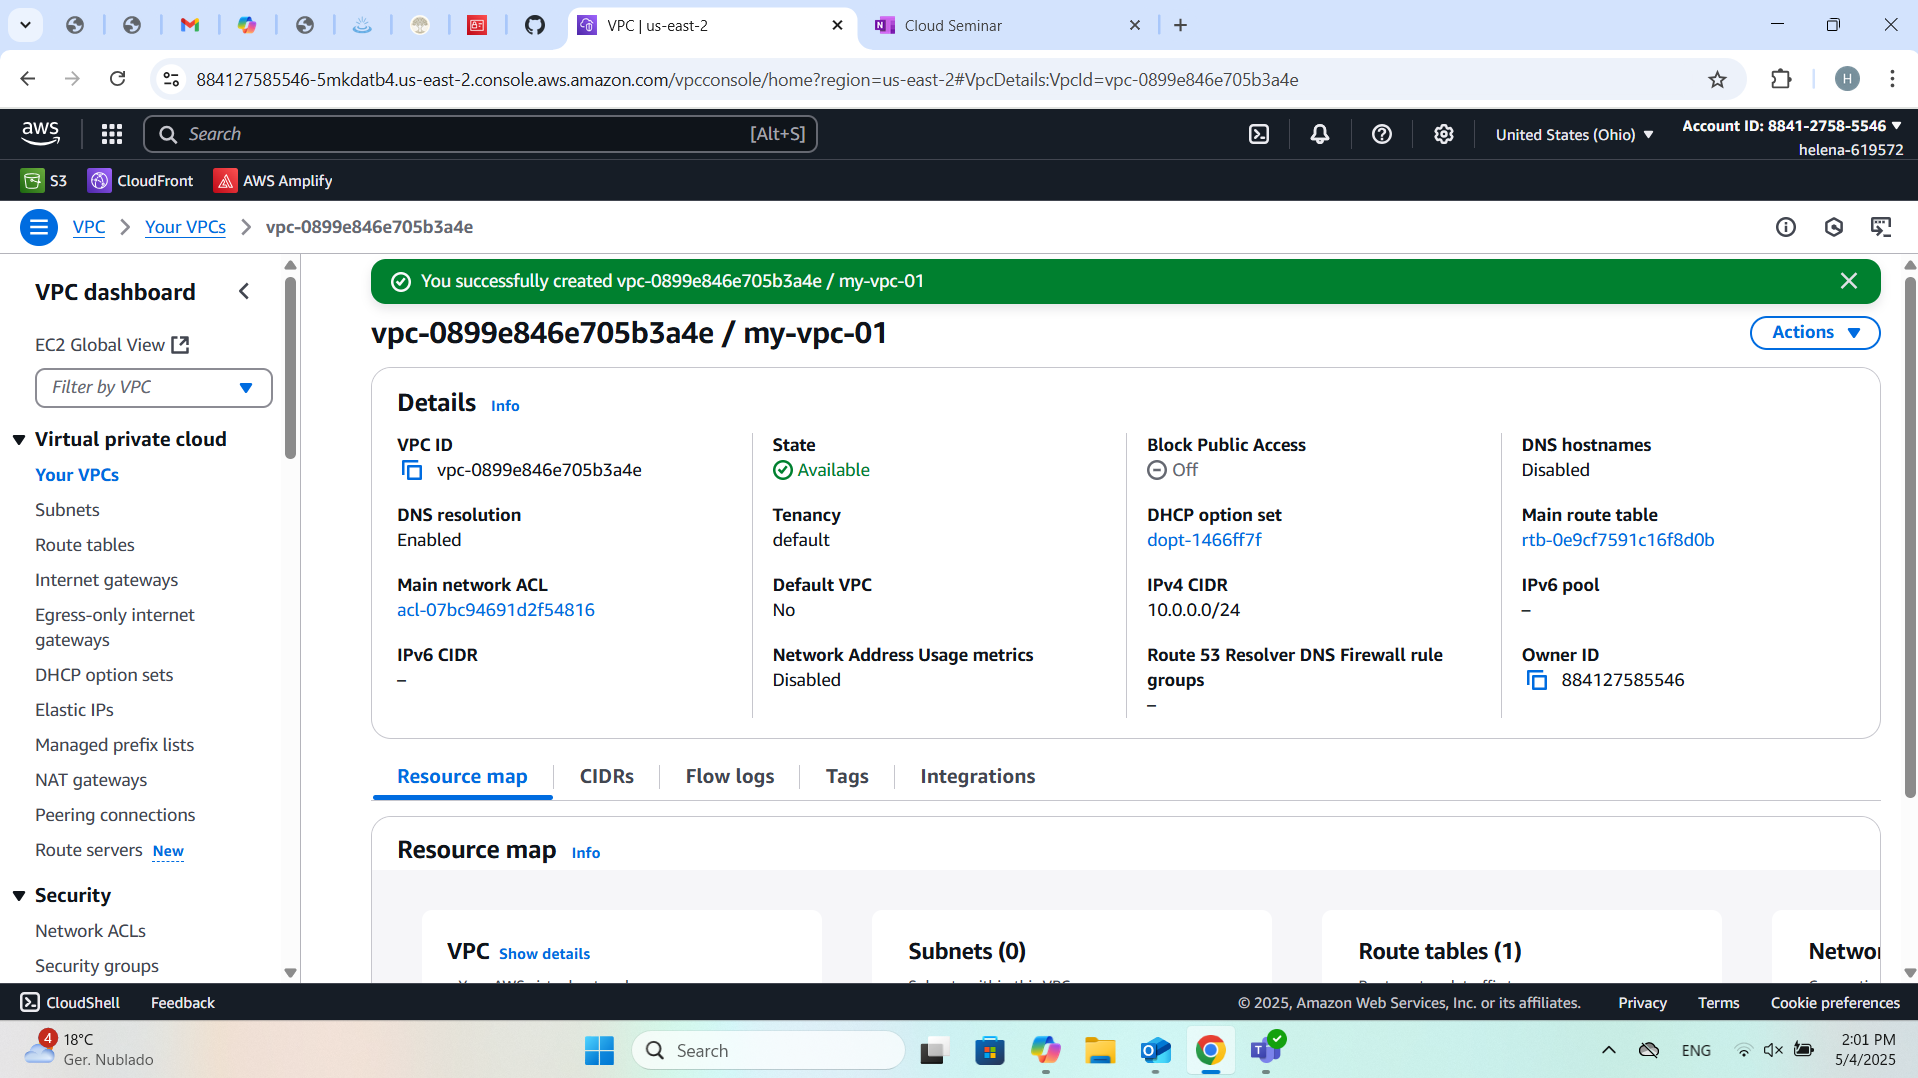 VPC | us-east-2
Cloud Seminar
884127585546-5mkdatb4.us-east-2.console.aws.amazon.com/vpcconsole/home?region=us-east-2#VpcDetails:VpcId=vpc-0899e846e705b3a4e
H
aws
Search
[Alt+S]
United States (Ohio)
Account ID: 8841-2758-5546
helena-619572
S3
CloudFront
AWS Amplify
VPC
Your VPCs
vpc-0899e846e705b3a4e
VPC dashboard
EC2 Global View
Filter by VPC
Virtual private cloud
Your VPCs
Subnets
Route tables
Internet gateways
Egress-only internet
gateways
DHCP option sets
Elastic IPs
Managed prefix lists
NAT gateways
Peering connections
Route servers New
Security
Network ACLs
Security groups
You successfully created vpc-0899e846e705b3a4e / my-vpc-01
vpc-0899e846e705b3a4e / my-vpc-01
Actions
Details Info
VPC ID
vpc-0899e846e705b3a4e
State
Available
Block Public Access
Off
DNS hostnames
Disabled
DNS resolution
Enabled
Tenancy
default
DHCP option set
dopt-1466ff7f
Main route table
rtb-0e9cf7591c16f8d0b
Main network ACL
acl-07bc94691d2f54816
Default VPC
No
IPv4 CIDR
10.0.0.0/24
IPv6 pool
–
IPv6 CIDR
–
Network Address Usage metrics
Disabled
Route 53 Resolver DNS Firewall rule
groups
–
Owner ID
884127585546
Resource map
CIDRs
Flow logs
Tags
Integrations
Resource map Info
VPC Show details
Subnets (0)
Route tables (1)
CloudShell
Feedback
© 2025, Amazon Web Services, Inc. or its affiliates.
Privacy
Terms
Cookie preferences
4
18°C
Ger. Nublado
Search
ENG
2:01 PM
5/4/2025